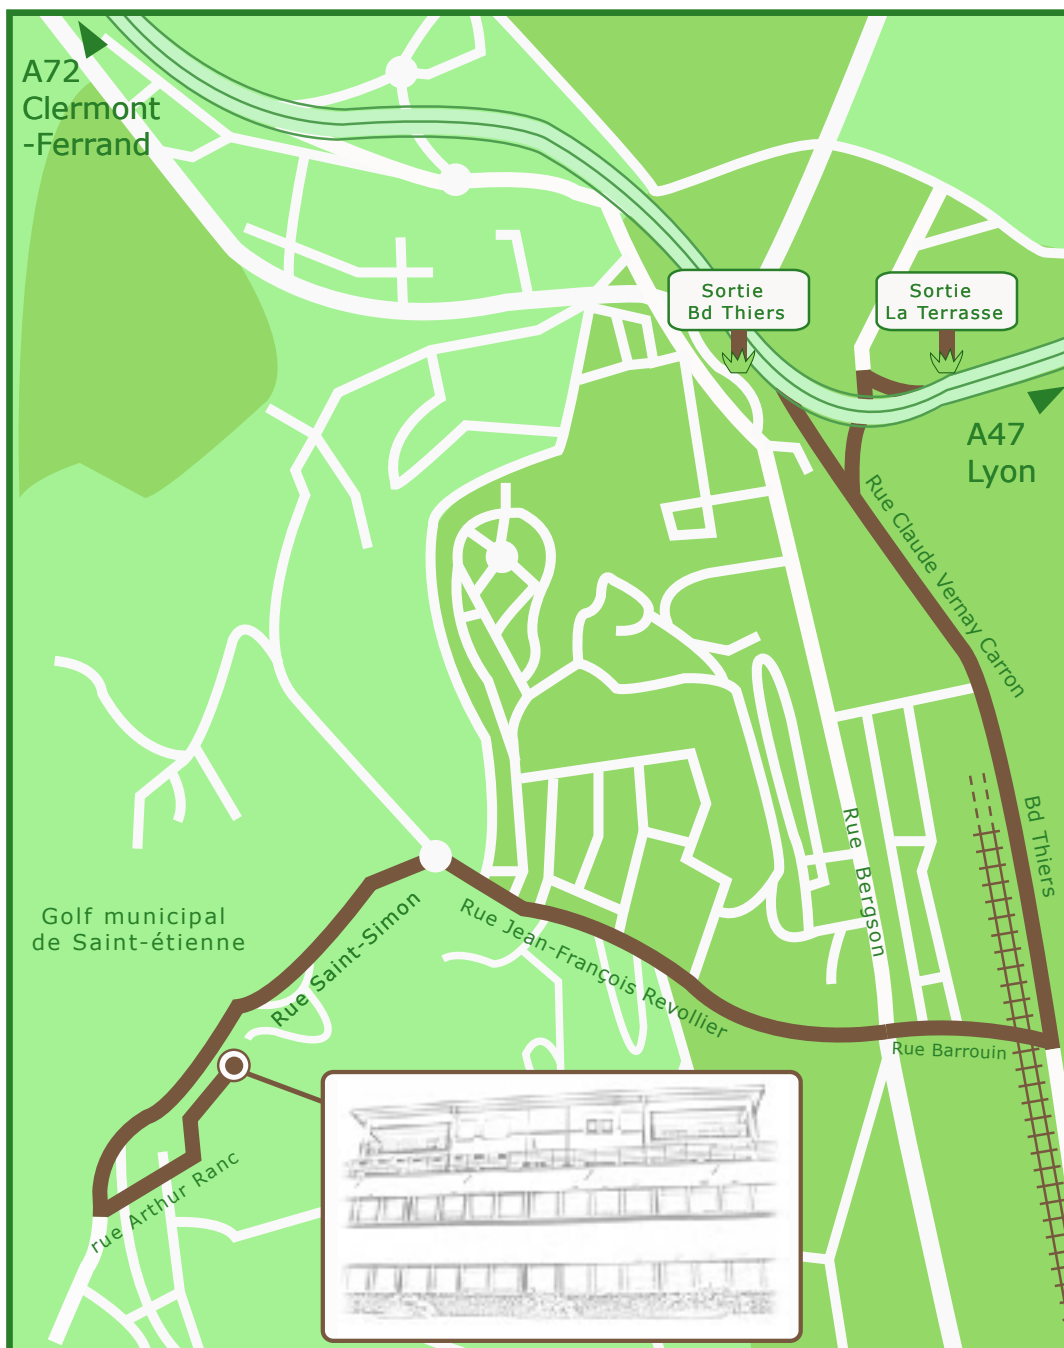 A72
Clermont
-Ferrand
Sortie
Bd Thiers
Sortie
La Terrasse
A47
Lyon
Rue Claude Vernay Carron
Bd Thiers
Rue Bergson
Golf municipal
de Saint-étienne
Rue Saint-Simon
Rue Jean-François Revollier
Rue Barrouin
rue Arthur Ranc